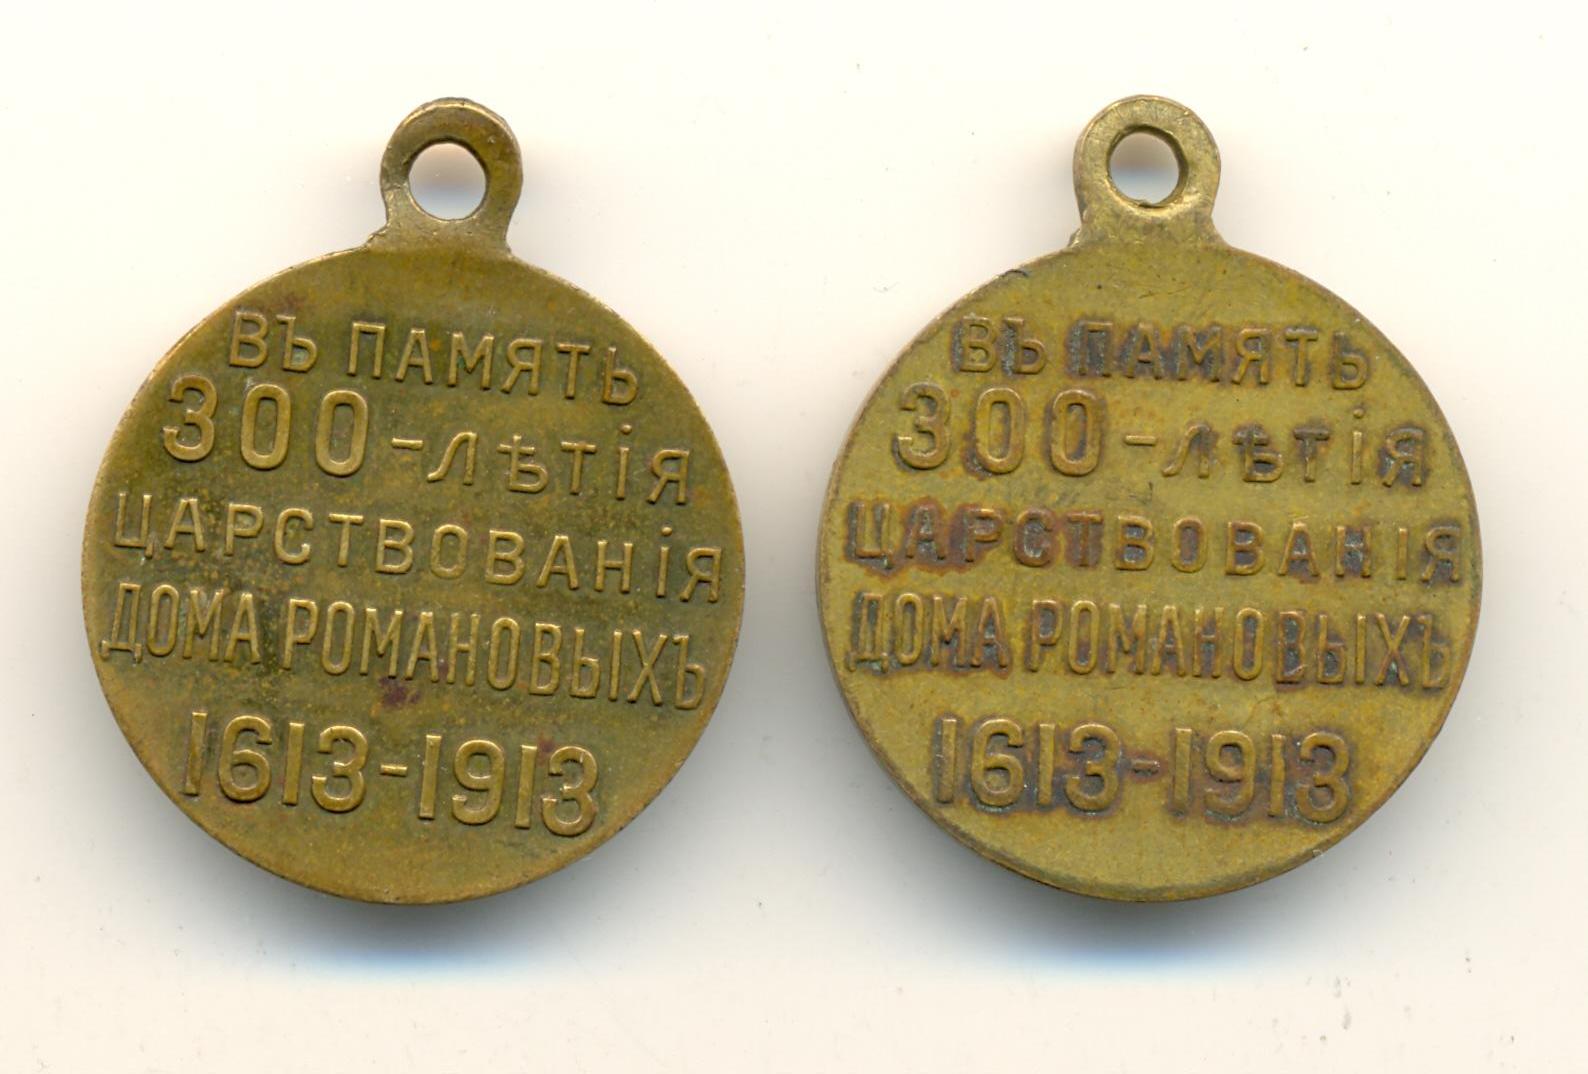 ВЪ ПАМЯТЬ
300-лѣтія
ЦАРСТВОВАНІЯ
ДОМА РОМАНОВЫХЪ
1613-1913
ВЪ ПАМЯТЬ
300-лѣтія
ЦАРСТВОВАНІЯ
ДОМА РОМАНОВЫХЪ
1613-1913